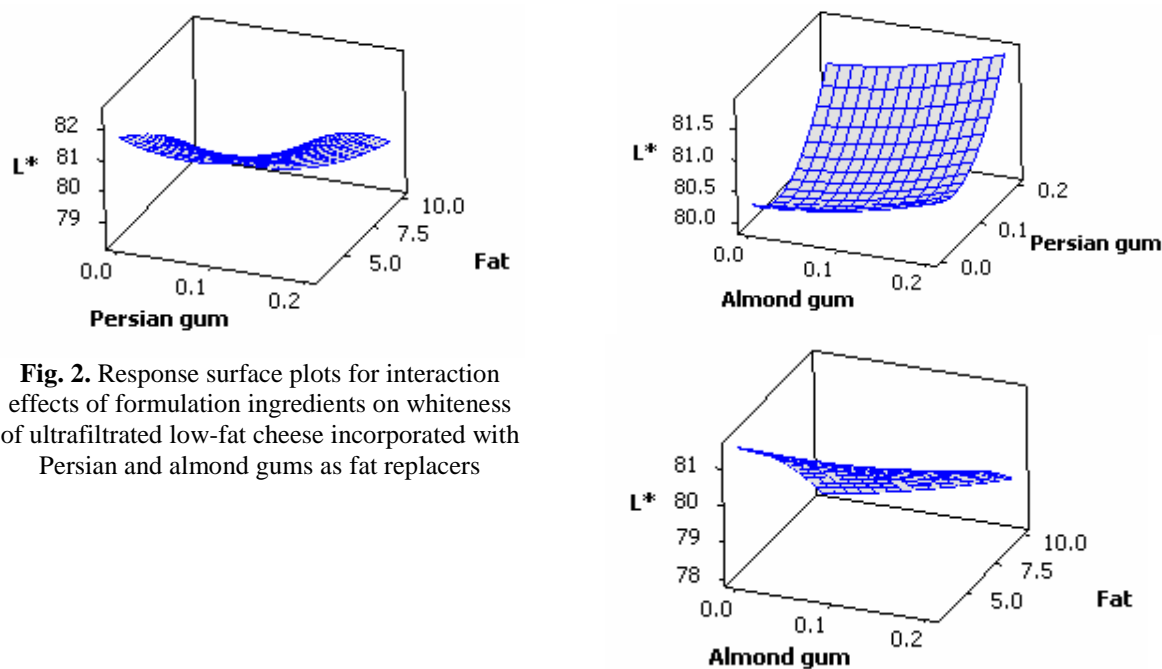 82
81
80
79
L*
0.0
0.1
0.2
Persian gum
5.0
7.5
10.0
Fat
Fig. 2. Response surface plots for interaction
effects of formulation ingredients on whiteness
of ultrafiltrated low-fat cheese incorporated with
Persian and almond gums as fat replacers
81.5
81.0
80.5
80.0
L*
0.0
0.1
0.2
Almond gum
0.0
0.1
0.2
Persian gum
81
80
79
78
L*
0.0
0.1
0.2
Almond gum
5.0
7.5
10.0
Fat